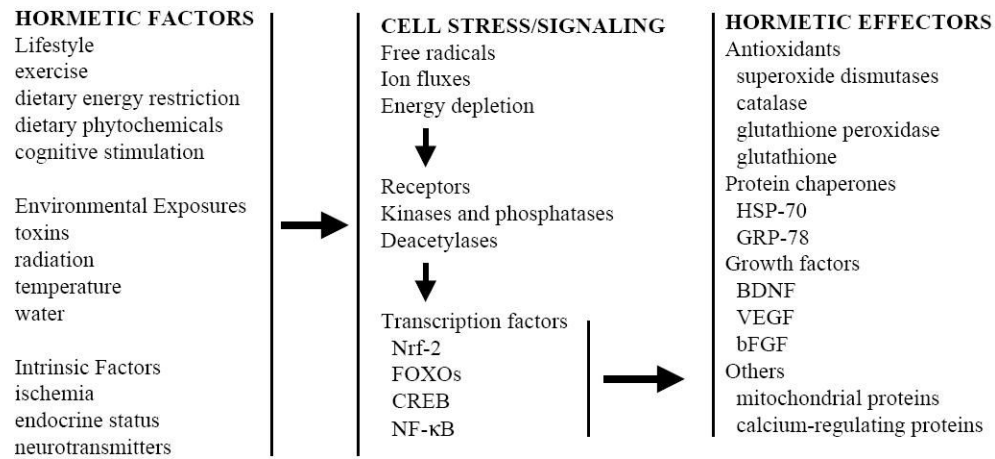 HORMETIC FACTORS
Lifestyle
exercise
dietary energy restriction
dietary phytochemicals
cognitive stimulation
Environmental Exposures
toxins
radiation
temperature
water
Intrinsic Factors
ischemia
endocrine status
neurotransmitters
CELL STRESS/SIGNALING
Free radicals
Ion fluxes
Energy depletion
Receptors
Kinases and phosphatases
Deacetylases
Transcription factors
Nrf-2
FOXOs
CREB
NF-κB
HORMETIC EFFECTORS
Antioxidants
superoxide dismutases
catalase
glutathione peroxidase
glutathione
Protein chaperones
HSP-70
GRP-78
Growth factors
BDNF
VEGF
bFGF
Others
mitochondrial proteins
calcium-regulating proteins